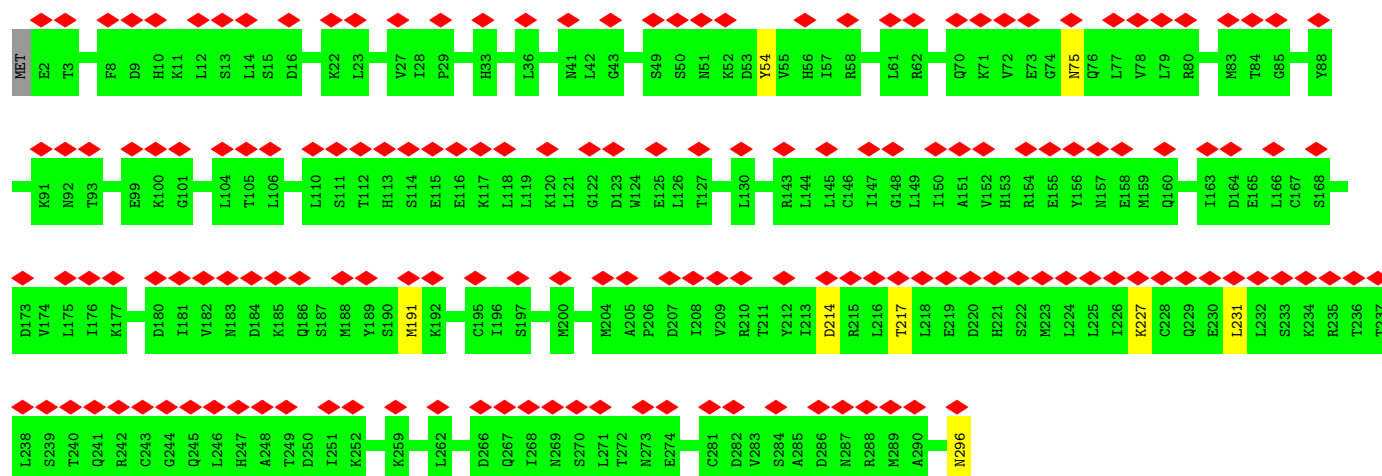 MET E2 T3 F8 D9 H10 K11 L12 S13 L14 S15 D16 K22 L23 V27 I28 P29 H33 L36 N41 L42 G43 S49 S50 N51 K52 D53 Y54 V55 H56 I57 R58 L61 R62 Q70 K71 V72 E73 G74 N75 Q76 L77 V78 L79 R80 M83 T84 G85 Y88
K91 N92 T93 E99 K100 G101 L104 T105 L106 L110 S111 T112 H113 S114 E115 E116 K117 L118 L119 K120 L121 G122 D123 W124 E125 L126 T127 L130 R143 L144 L145 C146 I147 G148 L149 I150 A151 V152 H153 R154 E155 Y156 N157 E158 M159 Q160 I163 D164 E165 L166 C167 S168
D173 V174 L175 I176 K177 D180 I181 V182 N183 D184 K185 Q186 S187 M188 Y189 S190 M191 K192 C195 I196 S197 M200 M204 A205 P206 D207 I208 V209 R210 T211 Y212 I213 D214 R215 L216 T217 L218 E219 D220 H221 S222 M223 L224 L225 I226 K227 C228 Q229 E230 L231 L232 S233 K234 R235 T236 T237
L238 S239 T240 Q241 R242 C243 G244 Q245 L246 H247 A248 T249 D250 I251 K252 K259 L262 D266 Q267 I268 N269 S270 L271 T272 N273 E274 C281 D282 V283 S284 A285 D286 N287 R288 M289 A290 N296